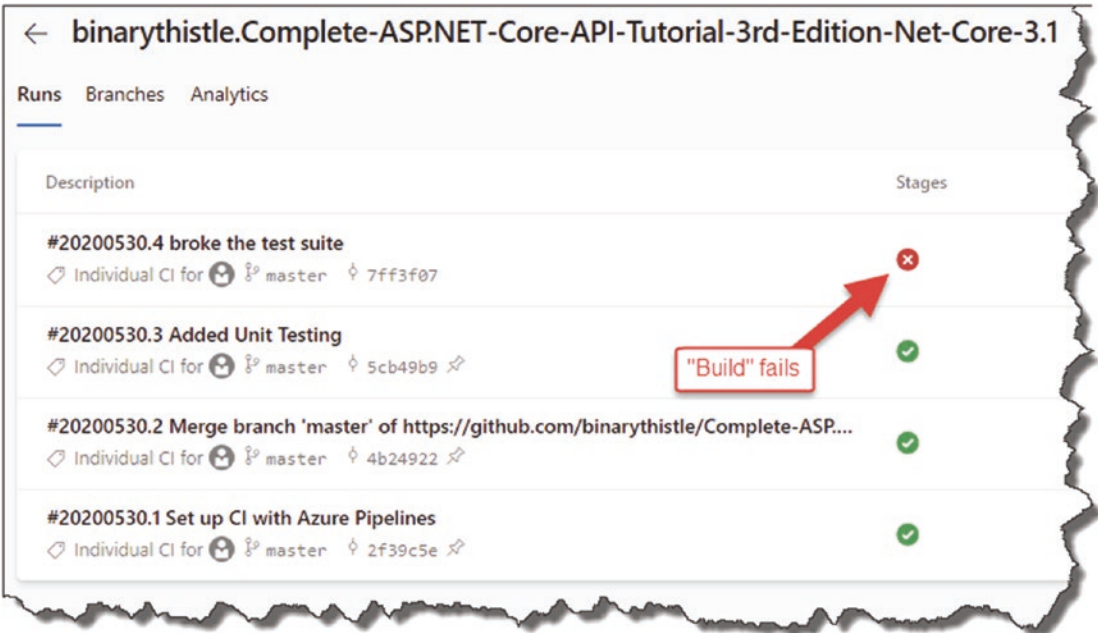 binarythistle.Complete-ASP.NET-Core-API-Tutorial-3rd-Edition-Net-Core-3.1
Runs Branches Analytics
Description Stages
#20200530.4 broke the test suite
Individual CI for master 7ff3f07
#20200530.3 Added Unit Testing
Individual CI for master 5cb49b9
"Build" fails
#20200530.2 Merge branch 'master' of https://github.com/binarythistle/Complete-ASP....
Individual CI for master 4b24922
#20200530.1 Set up CI with Azure Pipelines
Individual CI for master 2f39c5e